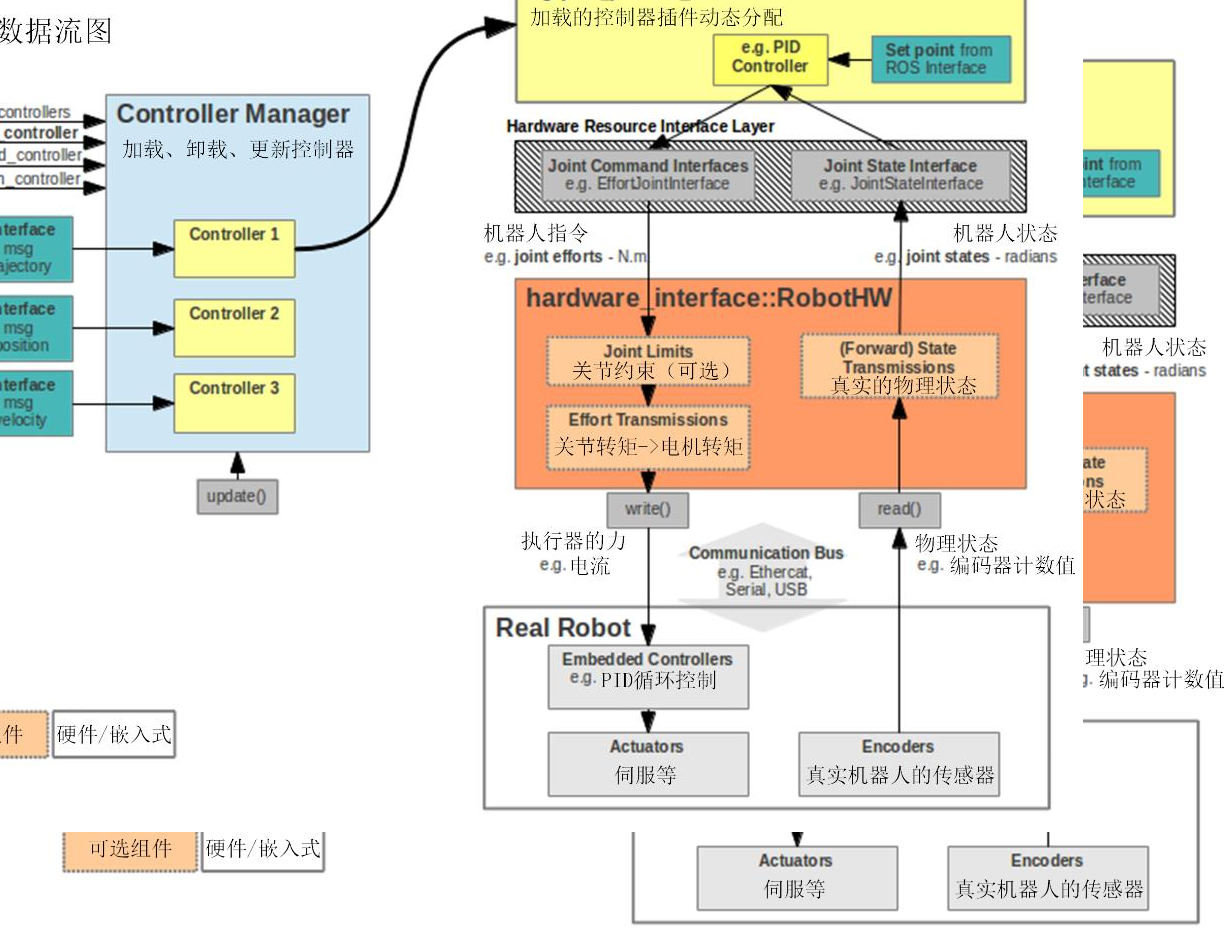 数据流图
加载的控制器插件动态分配
e.g. PID
Controller
Set point from
ROS Interface
controllers
controller
d_controller
n_controller
Controller Manager
加载、卸载、更新控制器
terface
msg
ajectory
Controller 1
terface
msg
osition
Controller 2
terface
msg
velocity
Controller 3
update()
Hardware Resource Interface Layer
Joint Command Interfaces
e.g. EffortJointInterface
Joint State Interface
e.g. JointStateInterface
机器人指令
e.g. joint efforts - N.m
机器人状态
e.g. joint states - radians
hardware_interface::RobotHW
Joint Limits
关节约束（可选）
Effort Transmissions
关节转矩->电机转矩
(Forward) State
Transmissions
真实的物理状态
write()
read()
执行器的力
e.g. 电流
Communication Bus
e.g. Ethercat,
Serial, USB
物理状态
e.g. 编码器计数值
Real Robot
Embedded Controllers
e.g. PID循环控制
Actuators
伺服等
Encoders
真实机器人的传感器
int from
terface
rface
terface
机器人状态
t states - radians
ate
ns
状态
理状态
g. 编码器计数值
件
硬件/嵌入式
可选组件
硬件/嵌入式
Actuators
伺服等
Encoders
真实机器人的传感器